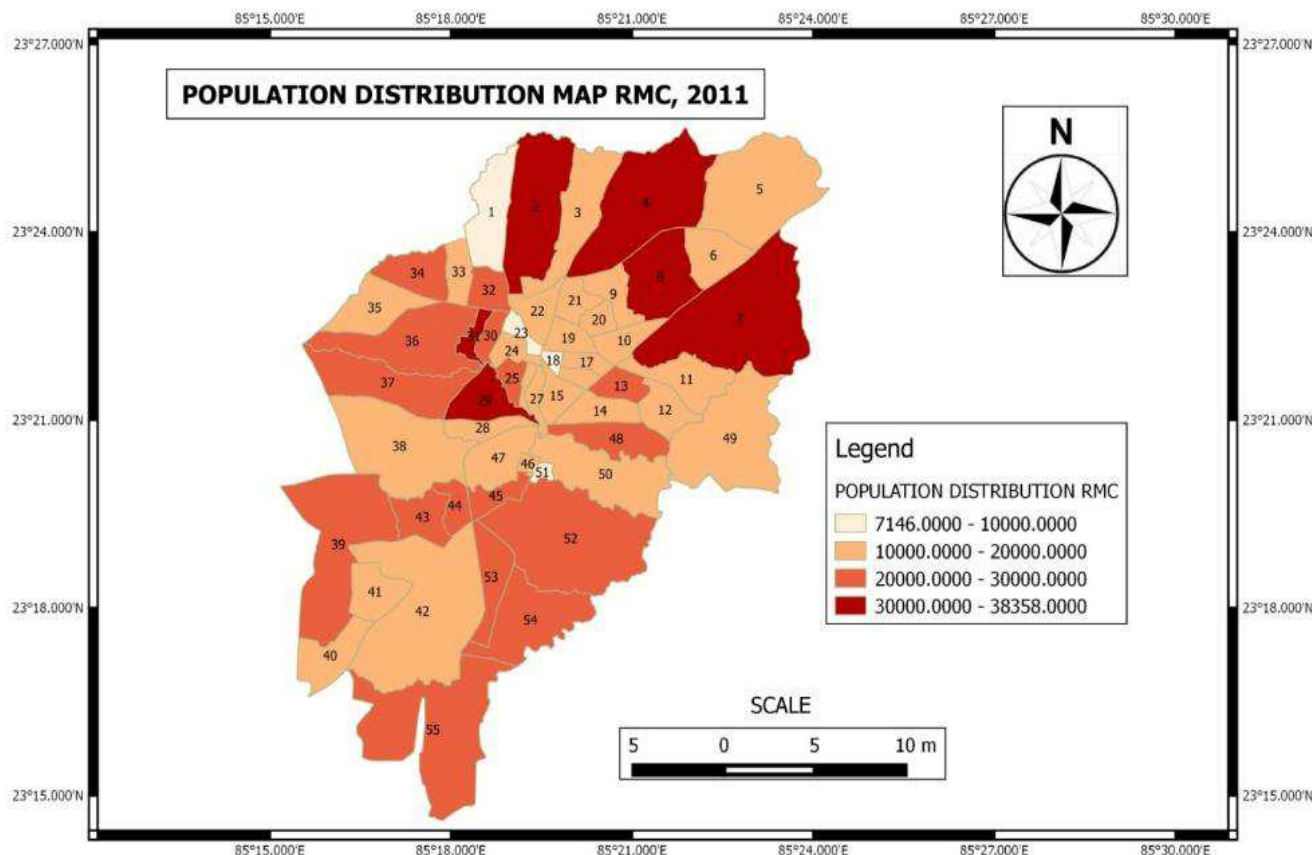 85°15.000'E 85°18.000'E 85°21.000'E 85°24.000'E 85°27.000'E 85°30.000'E
23°27.000'N 23°27.000'N
POPULATION DISTRIBUTION MAP RMC, 2011
N
5
4
2 3
1
23°24.000'N 23°24.000'N
6
34 33 8
32 9
35 21
22 20 7
23 30 31 19 10
36 24 18 17
37 25 13 11
29 27 15 14 12
28 48 49
38
47 46 51 50
23°21.000'N 23°21.000'N
Legend
POPULATION DISTRIBUTION RMC
7146.0000 - 10000.0000
10000.0000 - 20000.0000
20000.0000 - 30000.0000
30000.0000 - 38358.0000
45
44
43
39 52
53
41
42 54
40
23°18.000'N 23°18.000'N
SCALE
55
5 0 5 10 m
23°15.000'N 23°15.000'N
85°15.000'E 85°18.000'E 85°21.000'E 85°24.000'E 85°27.000'E 85°30.000'E